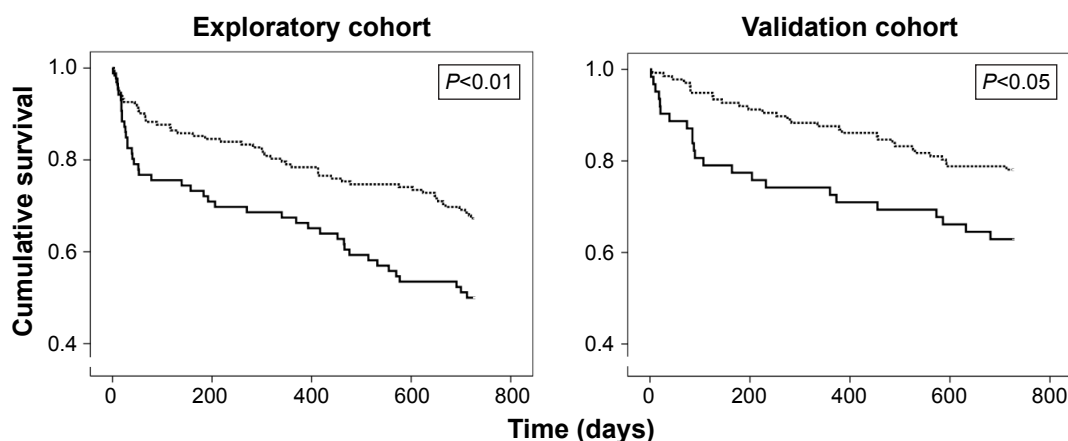 Exploratory cohort
Validation cohort
Cumulative survival
1.0
0.8
0.6
0.4
P<0.01
0 200 400 600 800
1.0
0.8
0.6
0.4
P<0.05
0 200 400 600 800
Time (days)